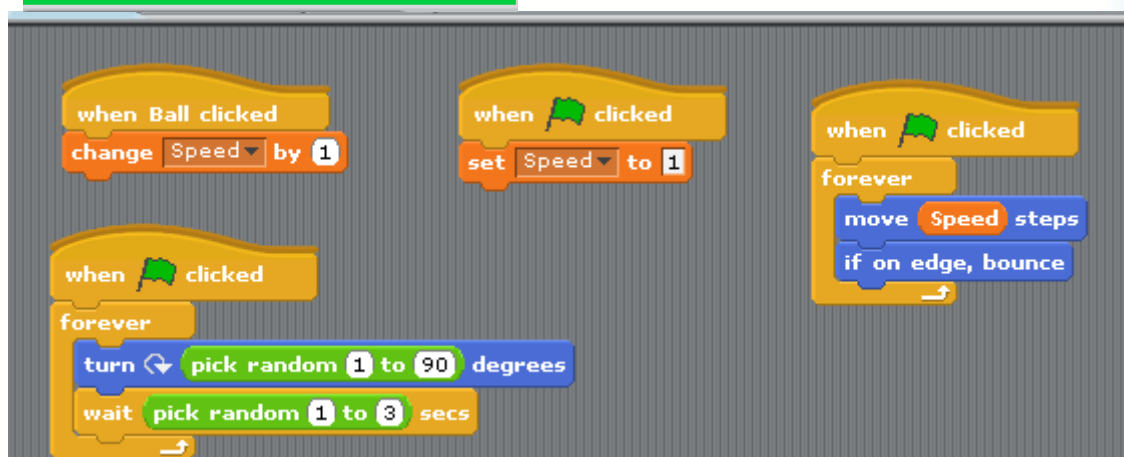 when Ball clicked
change Speed by 1
when clicked
set Speed to 1
when clicked
forever
move Speed steps
if on edge, bounce
when clicked
forever
turn pick random 1 to 90 degrees
wait pick random 1 to 3 secs